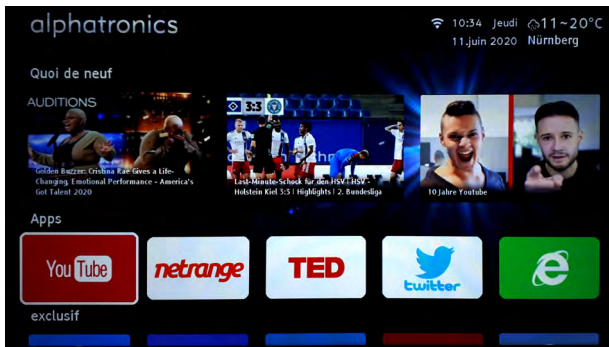 alphatronics
10:34 Jeudi 11~20°C
11.juin 2020 Nürnberg
Quoi de neuf
AUDITIONS
3:3
Golden Buzzer: Cristina Rae Gives a Life-
Changing, Emotional Performance - America's
Got Talent 2020
Last-Minute-Schock für den HSV | HSV -
Holstein Kiel 3:3 | Highlights | 2. Bundesliga
10 Jahre Youtube
Apps
YouTube
netrange
TED
twitter
e
exclusif